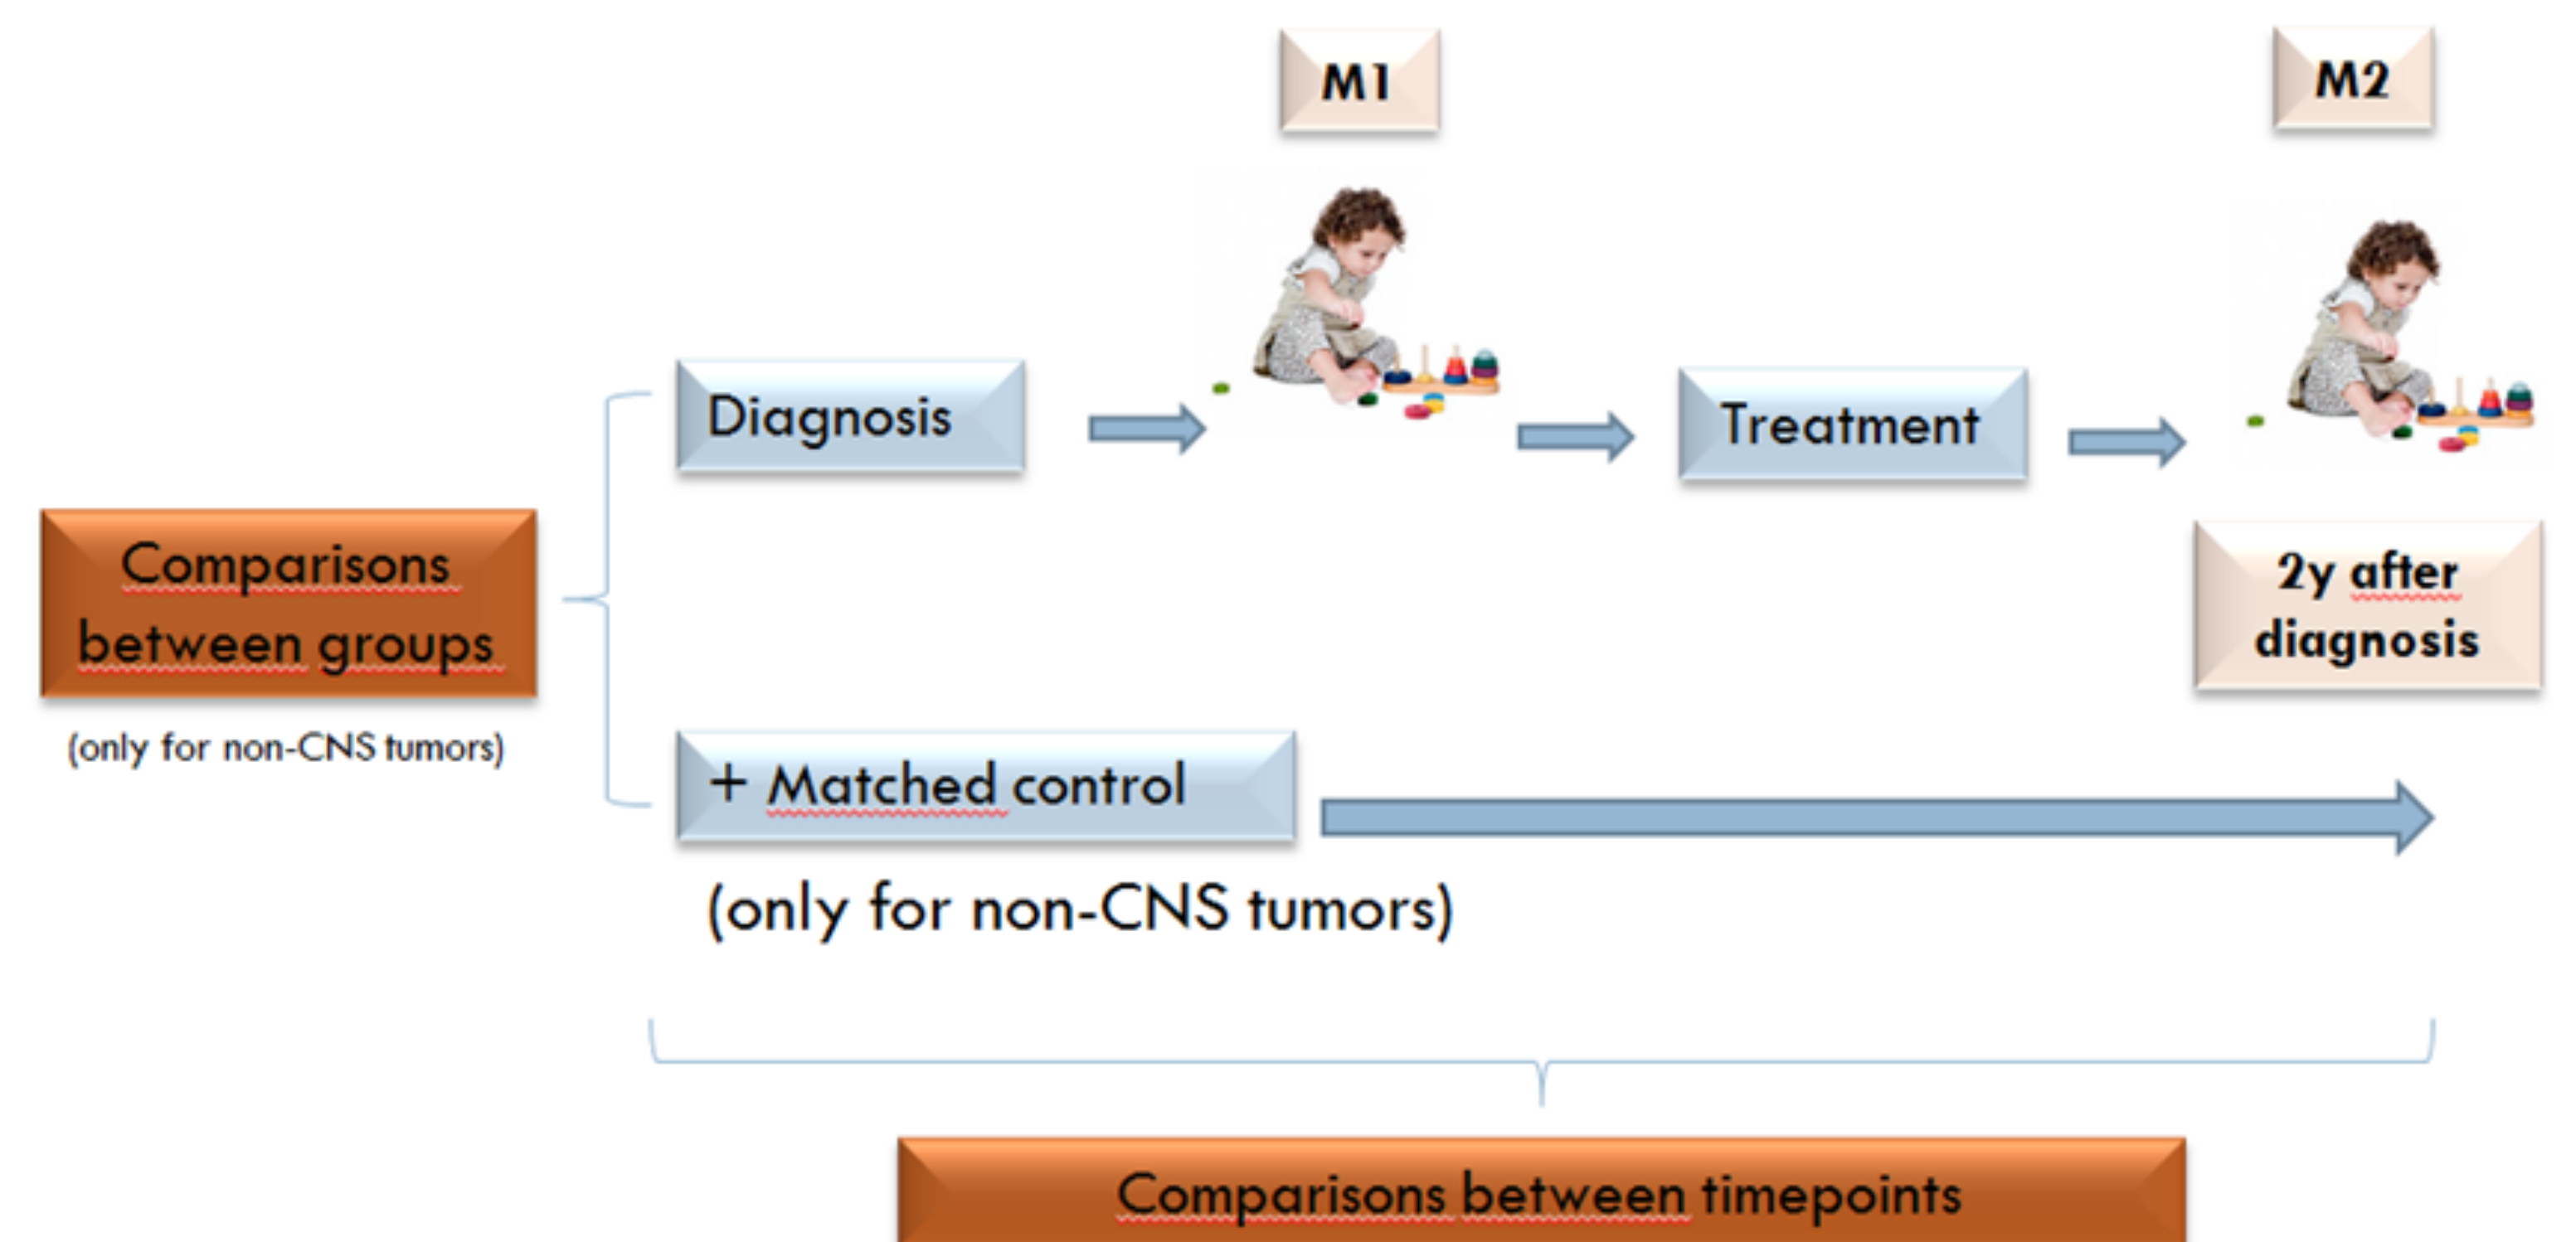 M1
M2
Diagnosis
Treatment
Comparisons
between groups
(only for non-CNS tumors)
2y after
diagnosis
+ Matched control
(only for non-CNS tumors)
Comparisons between timepoints